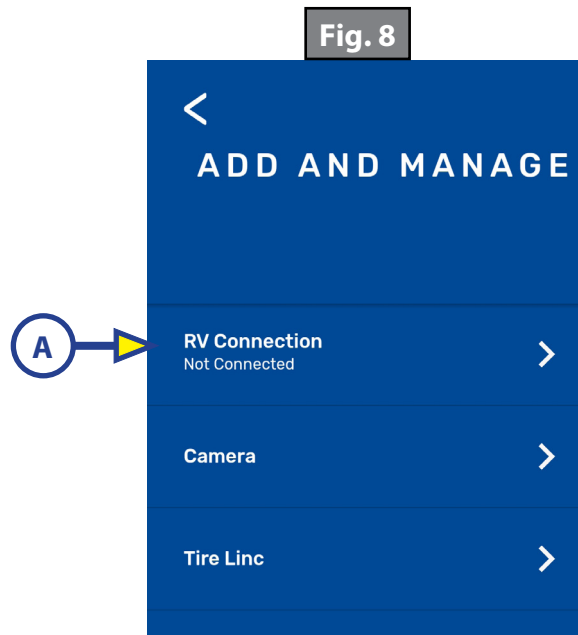 Fig. 8
<
ADD AND MANAGE
A
RV Connection
Not Connected
Camera
Tire Linc